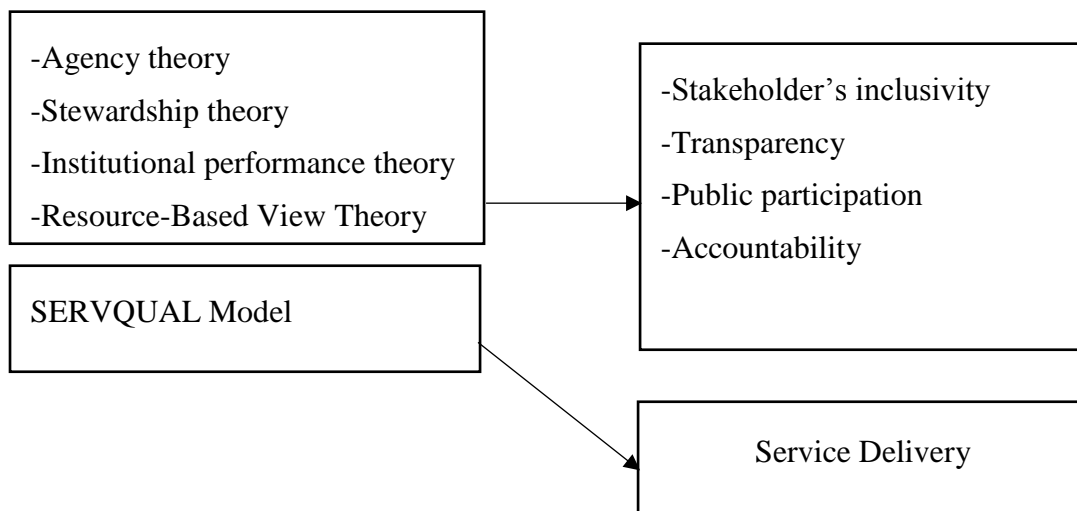 -Agency theory
-Stewardship theory
-Institutional performance theory
-Resource-Based View Theory
SERVQUAL Model
-Stakeholder’s inclusivity
-Transparency
-Public participation
-Accountability
Service Delivery